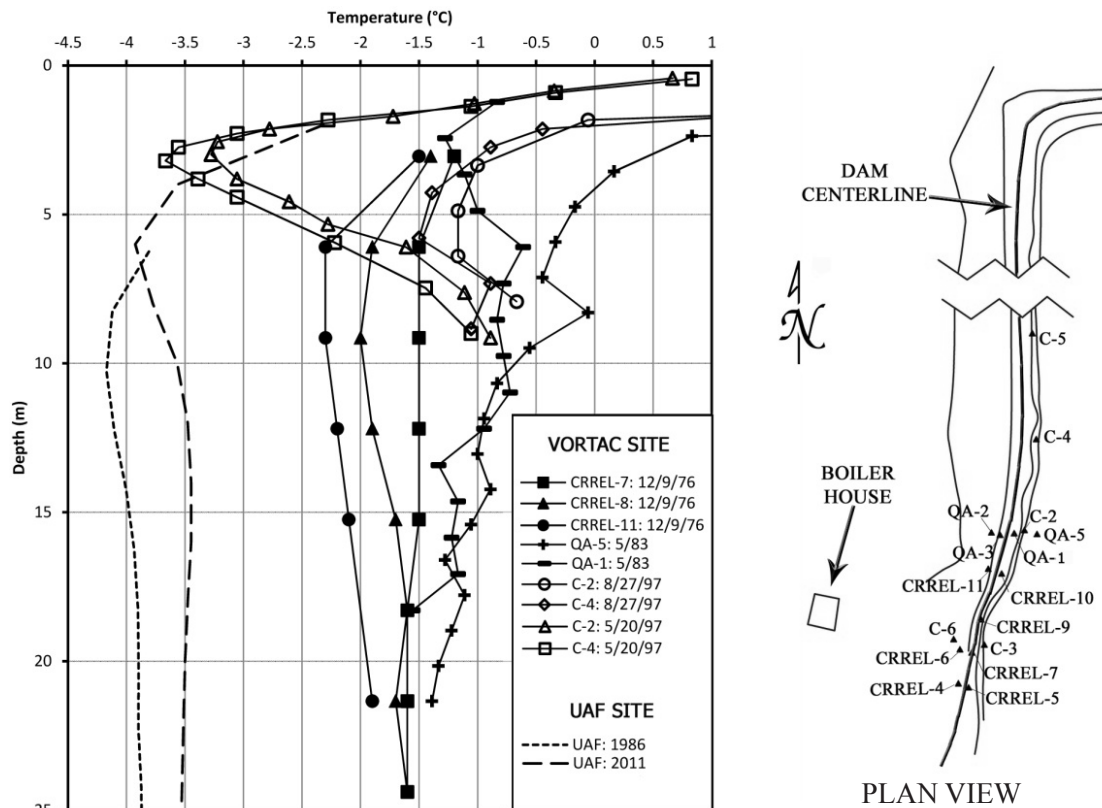 Temperature (°C)
-4.5 -4 -3.5 -3 -2.5 -2 -1.5 -1 -0.5 0 0.5 1
0
5
10
15
20
25
Depth (m)
VORTAC SITE
CRREL-7: 12/9/76
CRREL-8: 12/9/76
CRREL-11: 12/9/76
QA-5: 5/83
QA-1: 5/83
C-2: 8/27/97
C-4: 8/27/97
C-2: 5/20/97
C-4: 5/20/97
UAF SITE
UAF: 1986
UAF: 2011
DAM
CENTERLINE
N
C-5
C-4
BOILER
HOUSE
QA-2
C-2
QA-5
QA-3
QA-1
CRREL-11
CRREL-10
CRREL-9
C-6
C-3
CRREL-6
CRREL-7
CRREL-4
CRREL-5
PLAN VIEW